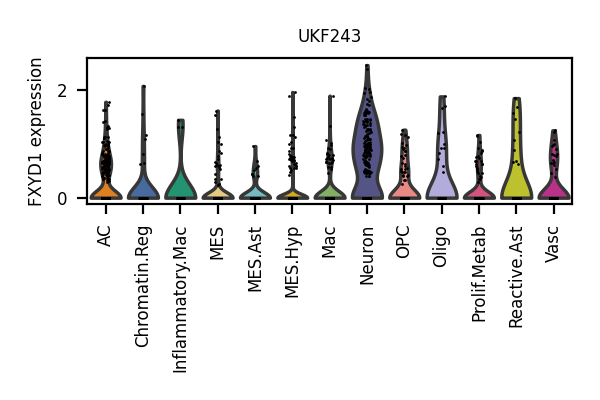 UKF243
FXYD1 expression
2
0
AC
Chromatin.Reg
Inflammatory.Mac
MES
MES.Ast
MES.Hyp
Mac
Neuron
OPC
Oligo
Prolif.Metab
Reactive.Ast
Vasc